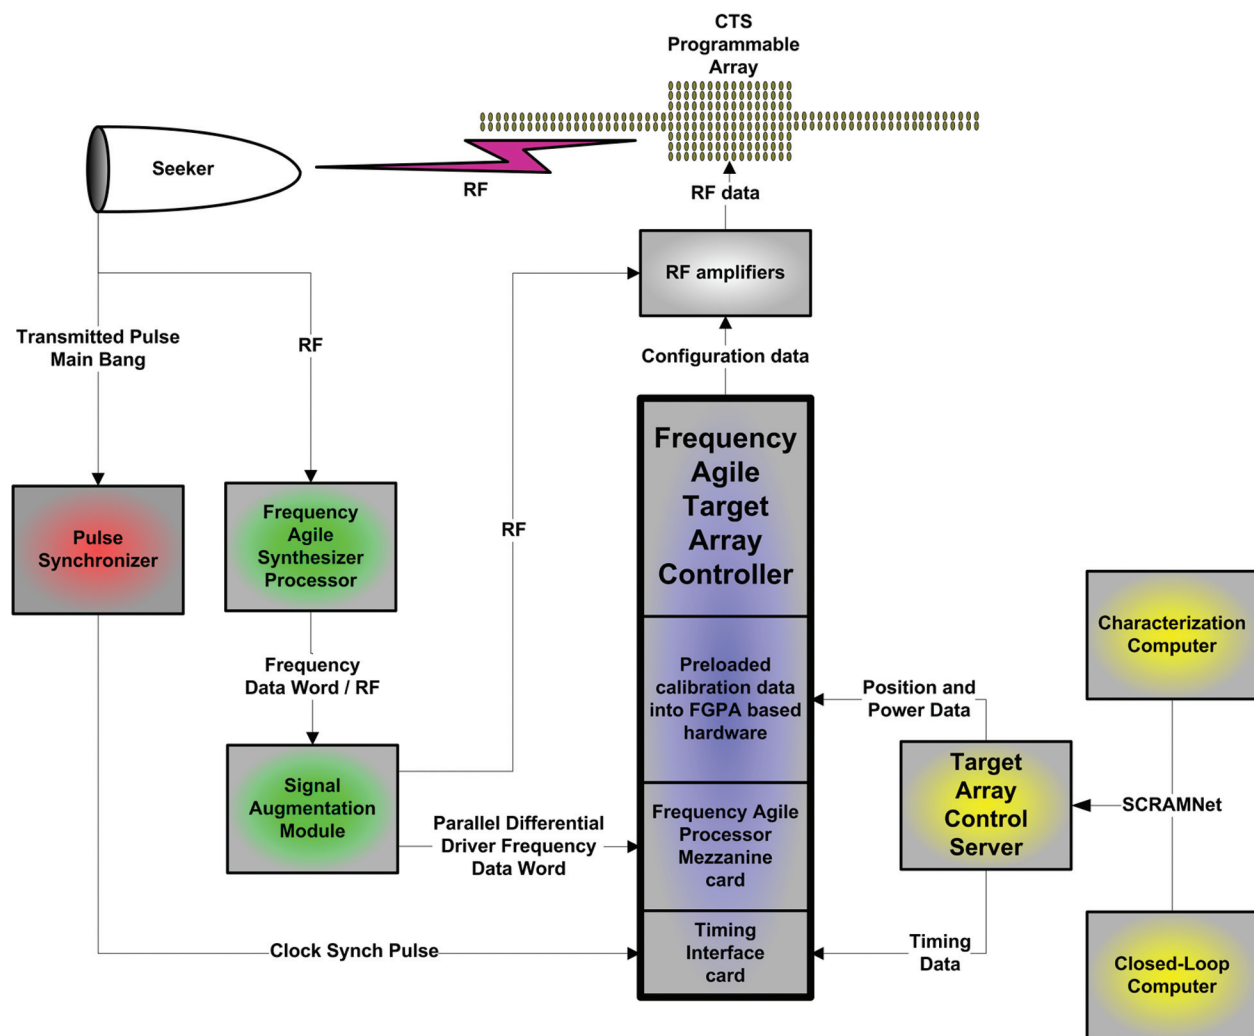 CTS
Programmable
Array
Seeker
RF
RF data
RF amplifiers
Transmitted Pulse
Main Bang
RF
Configuration data
Frequency
Agile
Target
Array
Controller
Pulse
Synchronizer
Frequency
Agile
Synthesizer
Processor
RF
Characterization
Computer
Frequency
Data Word / RF
Preloaded
calibration data
into FGPA based
hardware
Position and
Power Data
Signal
Augmentation
Module
Parallel Differential
Driver Frequency
Data Word
Frequency Agile
Processor
Mezzanine
card
Target
Array
Control
Server
SCRAMNet
Clock Synch Pulse
Timing
Interface
card
Timing
Data
Closed-Loop
Computer